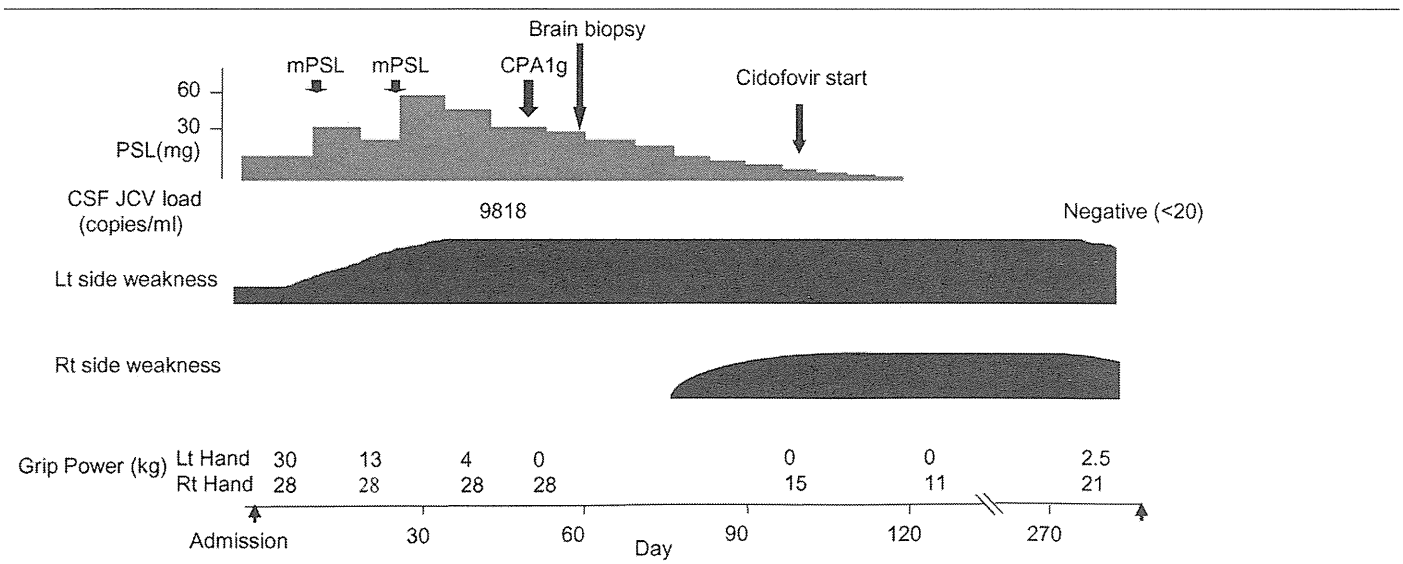 Brain biopsy
mPSL mPSL CPA1g
Cidofovir start
60
30
PSL(mg)
CSF JCV load
(copies/ml)
9818 Negative (<20)
Lt side weakness
Rt side weakness
Grip Power (kg)
Lt Hand 30 13 4 0 0 0 2.5
Rt Hand 28 28 28 28 15 11 21
30 60 90 120 270
Admission
Day